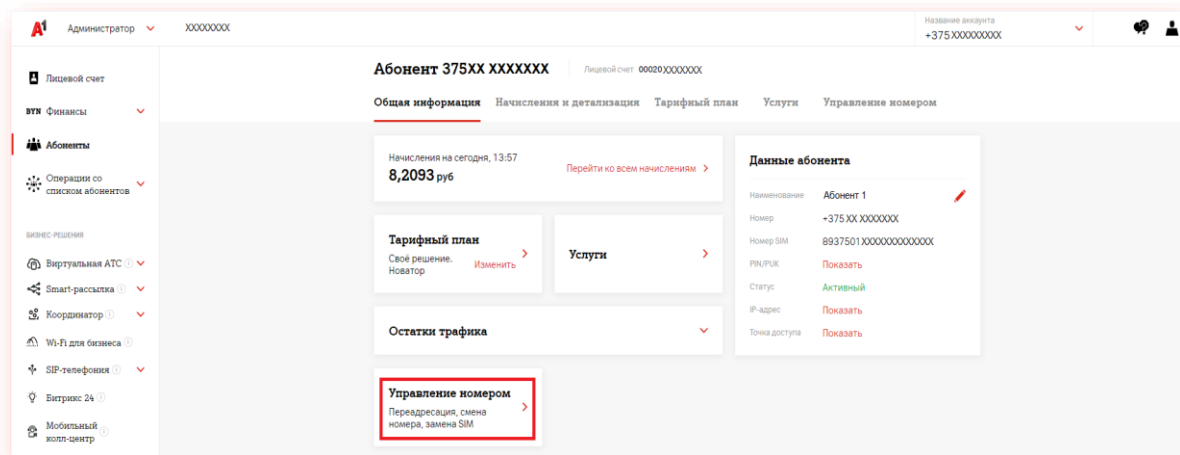 A1
Администратор
XXXXXXXX
Название аккаунта
+375 XXXXXXXXX
Лицевой счет
BYN Финансы
Абоненты
Операции со
списком абонентов
БИЗНЕС-РЕШЕНИЯ
Виртуальная АТС
Smart-рассылка
Координатор
Wi-Fi для бизнеса
SIP-телефония
Битрикс 24
Мобильный
колл-центр
Абонент 375XX XXXXXXX
Лицевой счет 00020XXXXXXX
Общая информация
Начисления и детализация
Тарифный план
Услуги
Управление номером
Начисления на сегодня, 13:57
8,2093 руб
Перейти ко всем начислениям
Тарифный план
Своё решение.
Новатор
Изменить
Услуги
Остатки трафика
Управление номером
Переадресация, смена
номера, замена SIM
Данные абонента
Наименование Абонент 1
Номер +375 XX XXXXXXX
Номер SIM 8937501XXXXXXXXXXXXX
PIN/PUK Показать
Статус Активный
IP-адрес Показать
Точка доступа Показать